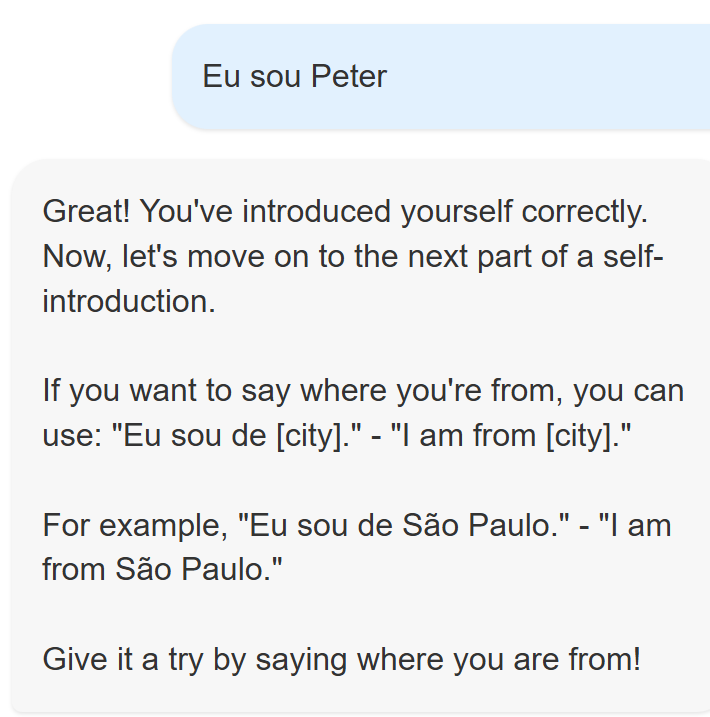 Eu sou Peter
Great! You've introduced yourself correctly.
Now, let's move on to the next part of a self-
introduction.
If you want to say where you're from, you can
use: "Eu sou de [city]." - "I am from [city]."
For example, "Eu sou de São Paulo." - "I am
from São Paulo."
Give it a try by saying where you are from!